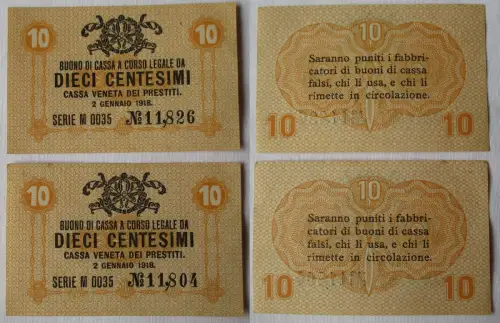 10 10
BUONO DI CASSA A CORSO LEGALE DA
DIECI CENTESIMI
CASSA VENETA DEI PRESTITI.
2 GENNAIO 1918.
SERIE M 0035 № 11,826
10
Saranno puniti i fabbri-
catori di buoni di cassa
falsi, chi li usa, e chi li
rimette in circolazione.
10 10
10 10
BUONO DI CASSA A CORSO LEGALE DA
DIECI CENTESIMI
CASSA VENETA DEI PRESTITI.
2 GENNAIO 1918.
SERIE M 0035 № 11,804
10
Saranno puniti i fabbri-
catori di buoni di cassa
falsi, chi li usa, e chi li
rimette in circolazione.
10 10